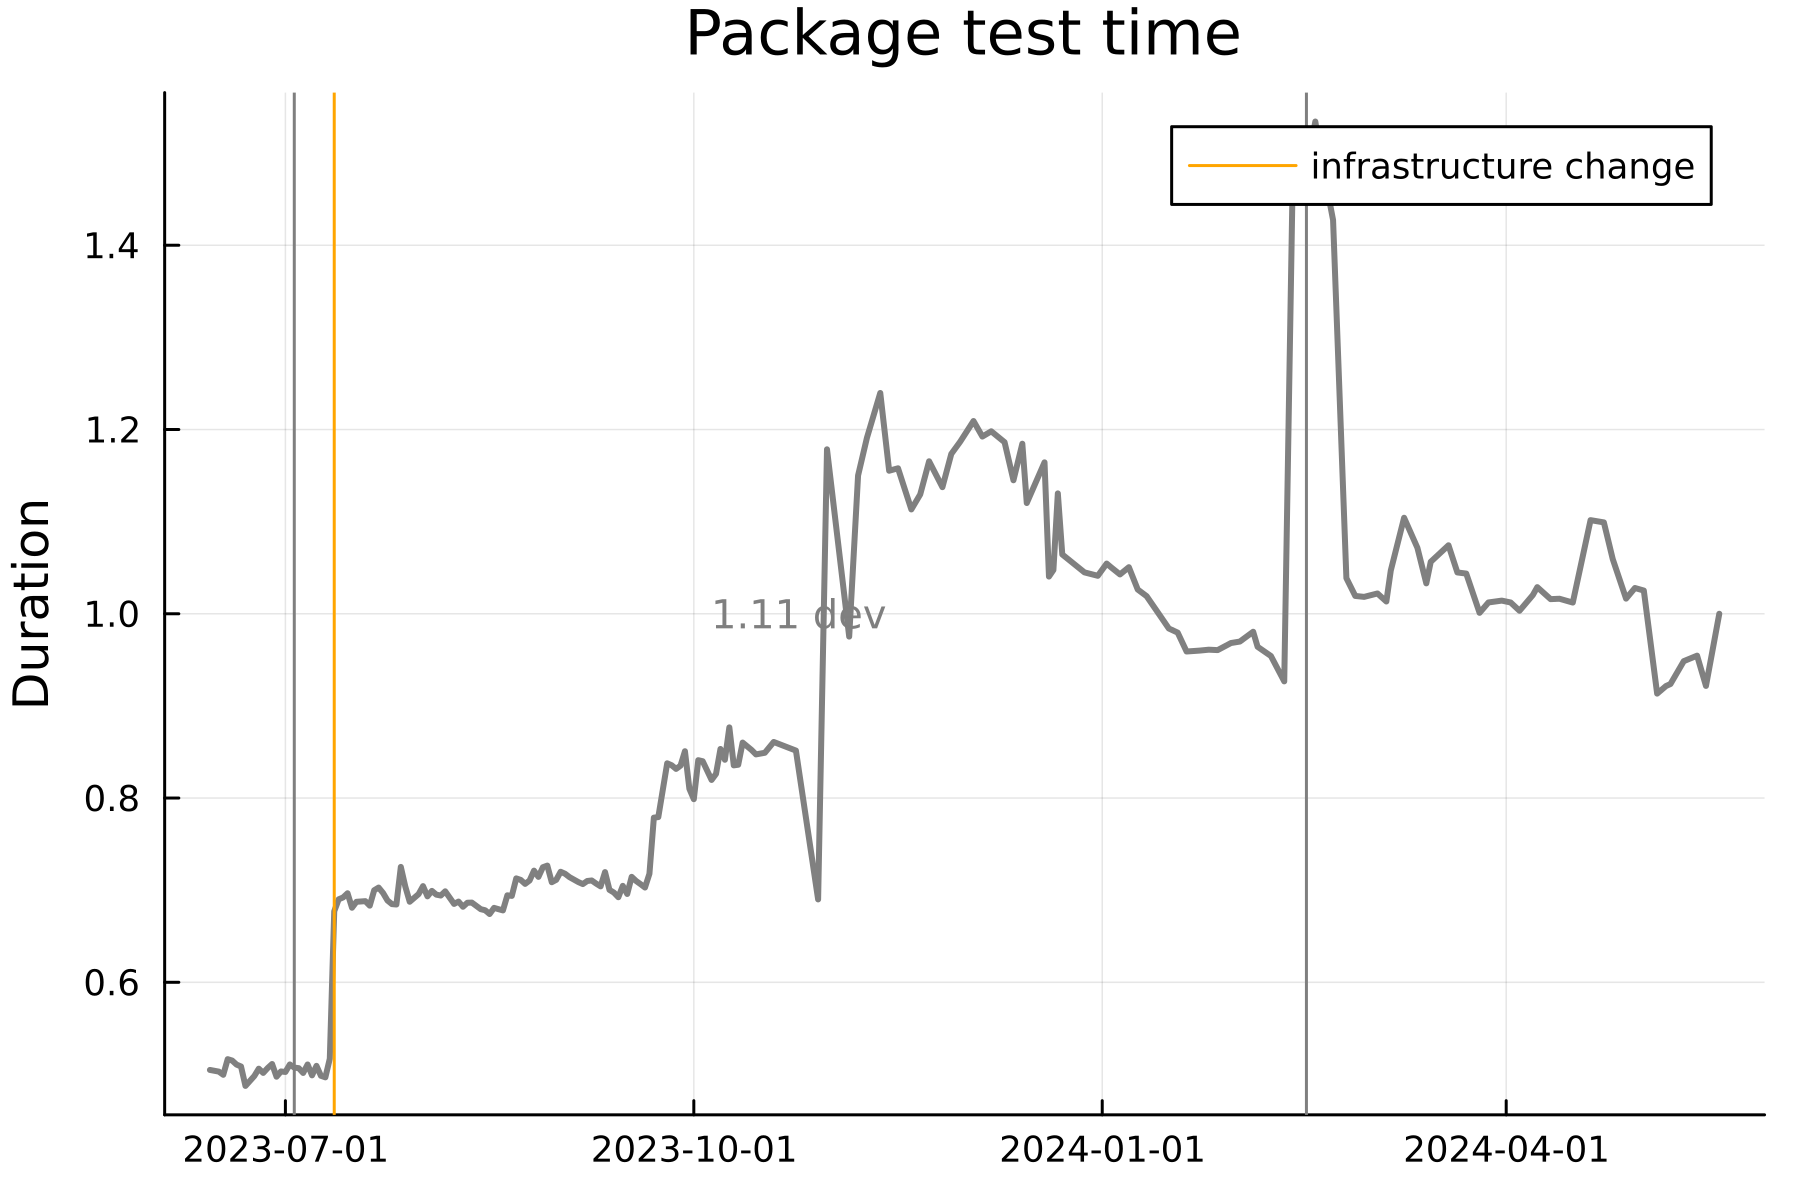 Package test time
infrastructure change
Duration
1.4
1.2
1.0
0.8
0.6
1.11 dev
2023-07-01
2023-10-01
2024-01-01
2024-04-01